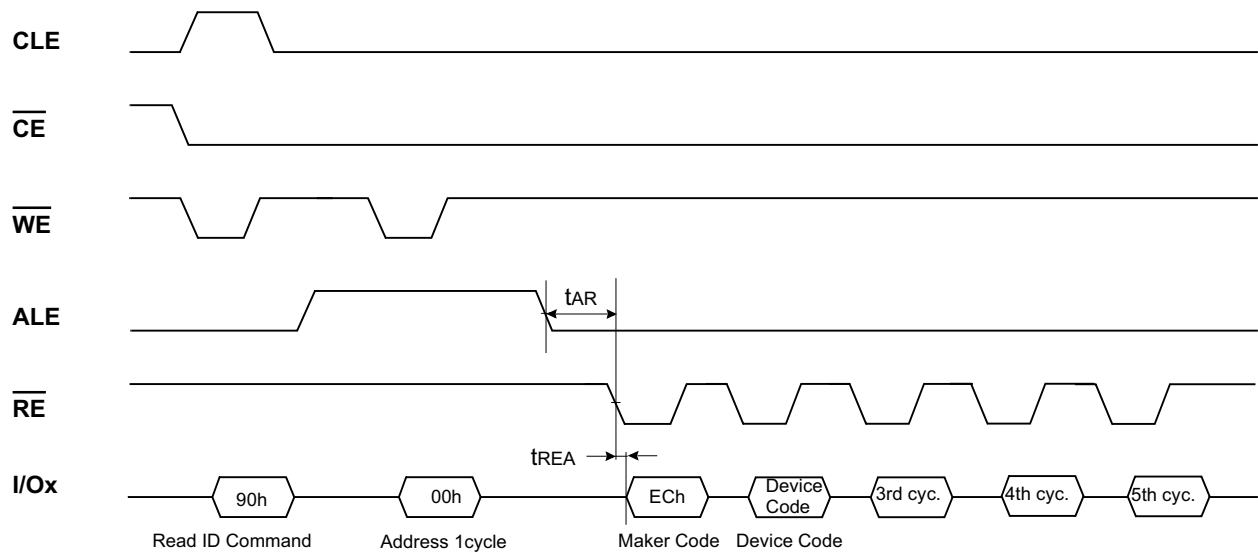 CLE
CE
WE
ALE
tAR
RE
tREA
I/Ox
90h
00h
ECh
Device
Code
3rd cyc.
4th cyc.
5th cyc.
Read ID Command
Address 1cycle
Maker Code
Device Code